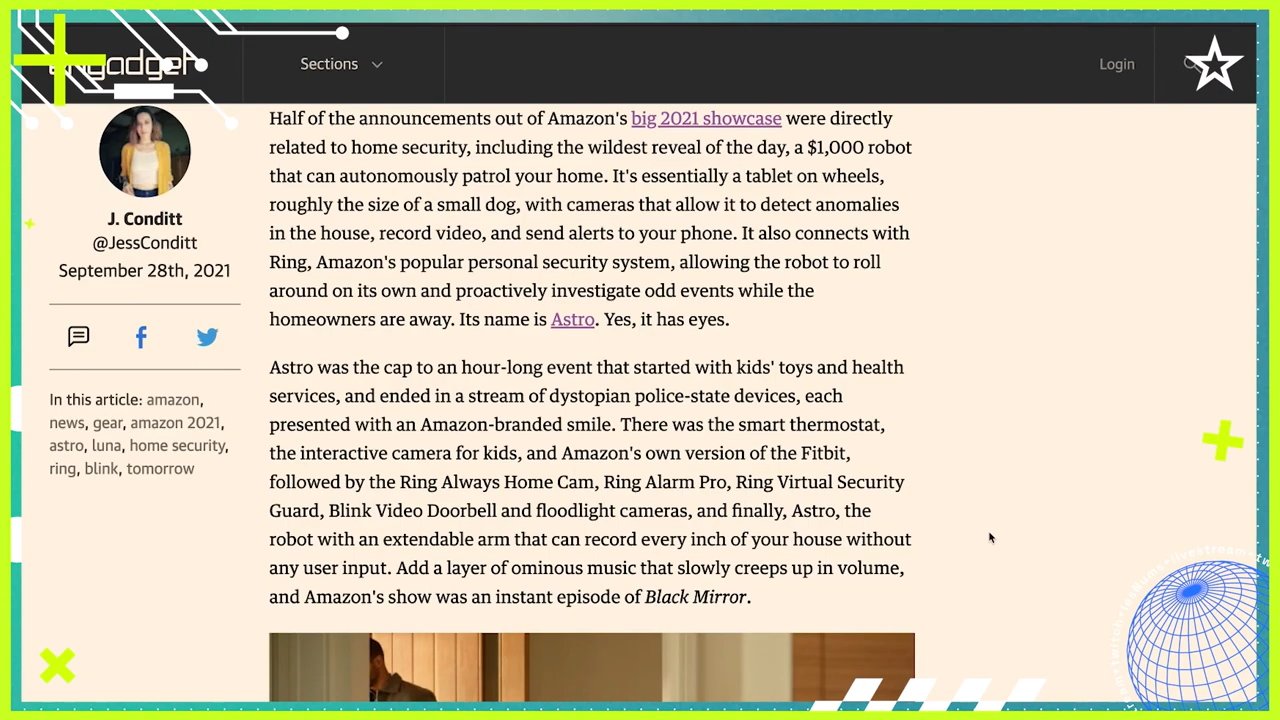 engadget
Sections
Login
J. Conditt
@JessConditt
September 28th, 2021
In this article: amazon,
news, gear, amazon 2021,
astro, luna, home security,
ring, blink, tomorrow
Half of the announcements out of Amazon's big 2021 showcase were directly
related to home security, including the wildest reveal of the day, a $1,000 robot
that can autonomously patrol your home. It's essentially a tablet on wheels,
roughly the size of a small dog, with cameras that allow it to detect anomalies
in the house, record video, and send alerts to your phone. It also connects with
Ring, Amazon's popular personal security system, allowing the robot to roll
around on its own and proactively investigate odd events while the
homeowners are away. Its name is Astro. Yes, it has eyes.
Astro was the cap to an hour-long event that started with kids' toys and health
services, and ended in a stream of dystopian police-state devices, each
presented with an Amazon-branded smile. There was the smart thermostat,
the interactive camera for kids, and Amazon's own version of the Fitbit,
followed by the Ring Always Home Cam, Ring Alarm Pro, Ring Virtual Security
Guard, Blink Video Doorbell and floodlight cameras, and finally, Astro, the
robot with an extendable arm that can record every inch of your house without
any user input. Add a layer of ominous music that slowly creeps up in volume,
and Amazon's show was an instant episode of Black Mirror.